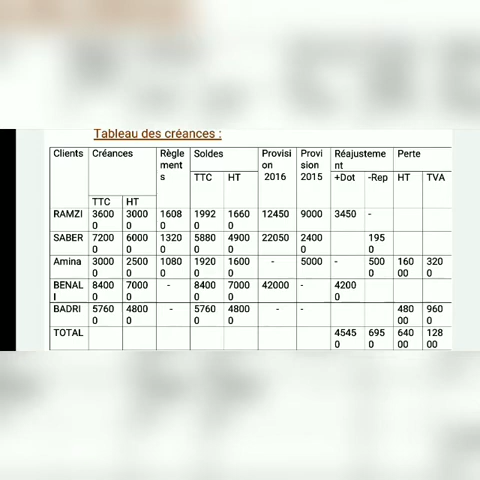 Tableau des créances :
Clients Créances Règlements Soldes Provision 2016 Provision 2015 Réajustement Perte
TTC HT TTC HT +Dot -Rep HT TVA
RAMZI 36000 30000 16080 19920 16600 12450 9000 3450 -
SABER 72000 60000 13200 58800 49000 22050 24000 1950
Amina 30000 25000 10800 19200 16000 - 5000 - 5000 16000 3200
BENALI 84000 70000 - 84000 70000 42000 - 42000
BADRI 57600 48000 - 57600 48000 - - 48000 9600
TOTAL 45450 6950 64000 12800